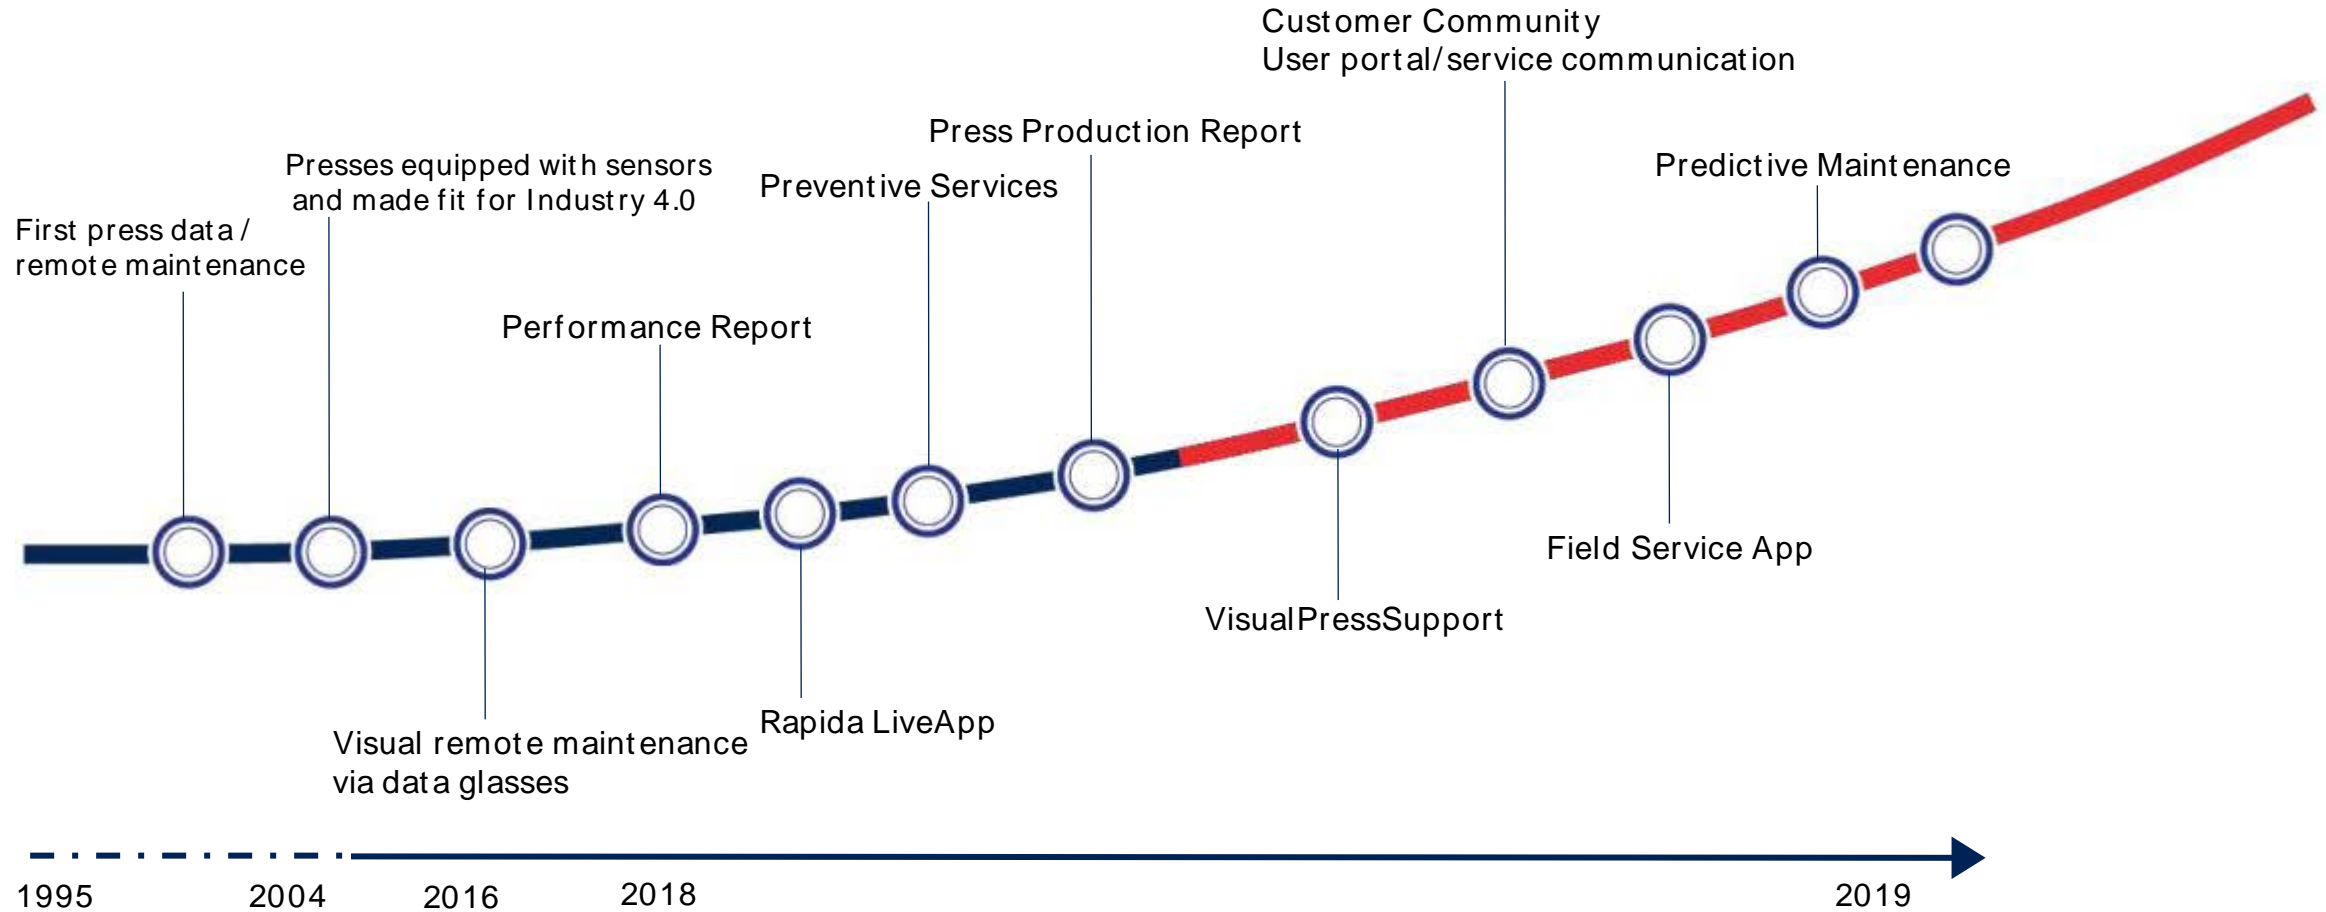 Customer Community
User portal/service communication
Press Production Report
Presses equipped with sensors
and made fit for Industry 4.0
Preventive Services
Predictive Maintenance
First press data /
remote maintenance
Performance Report
Field Service App
VisualPressSupport
Rapida LiveApp
Visual remote maintenance
via data glasses
1995
2004
2016
2018
2019